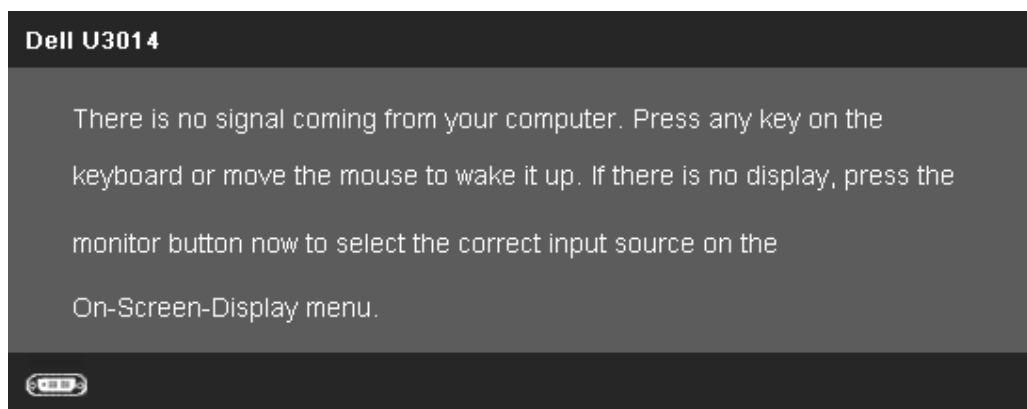 Dell U3014
There is no signal coming from your computer. Press any key on the
keyboard or move the mouse to wake it up. If there is no display, press the
monitor button now to select the correct input source on the
On-Screen-Display menu.